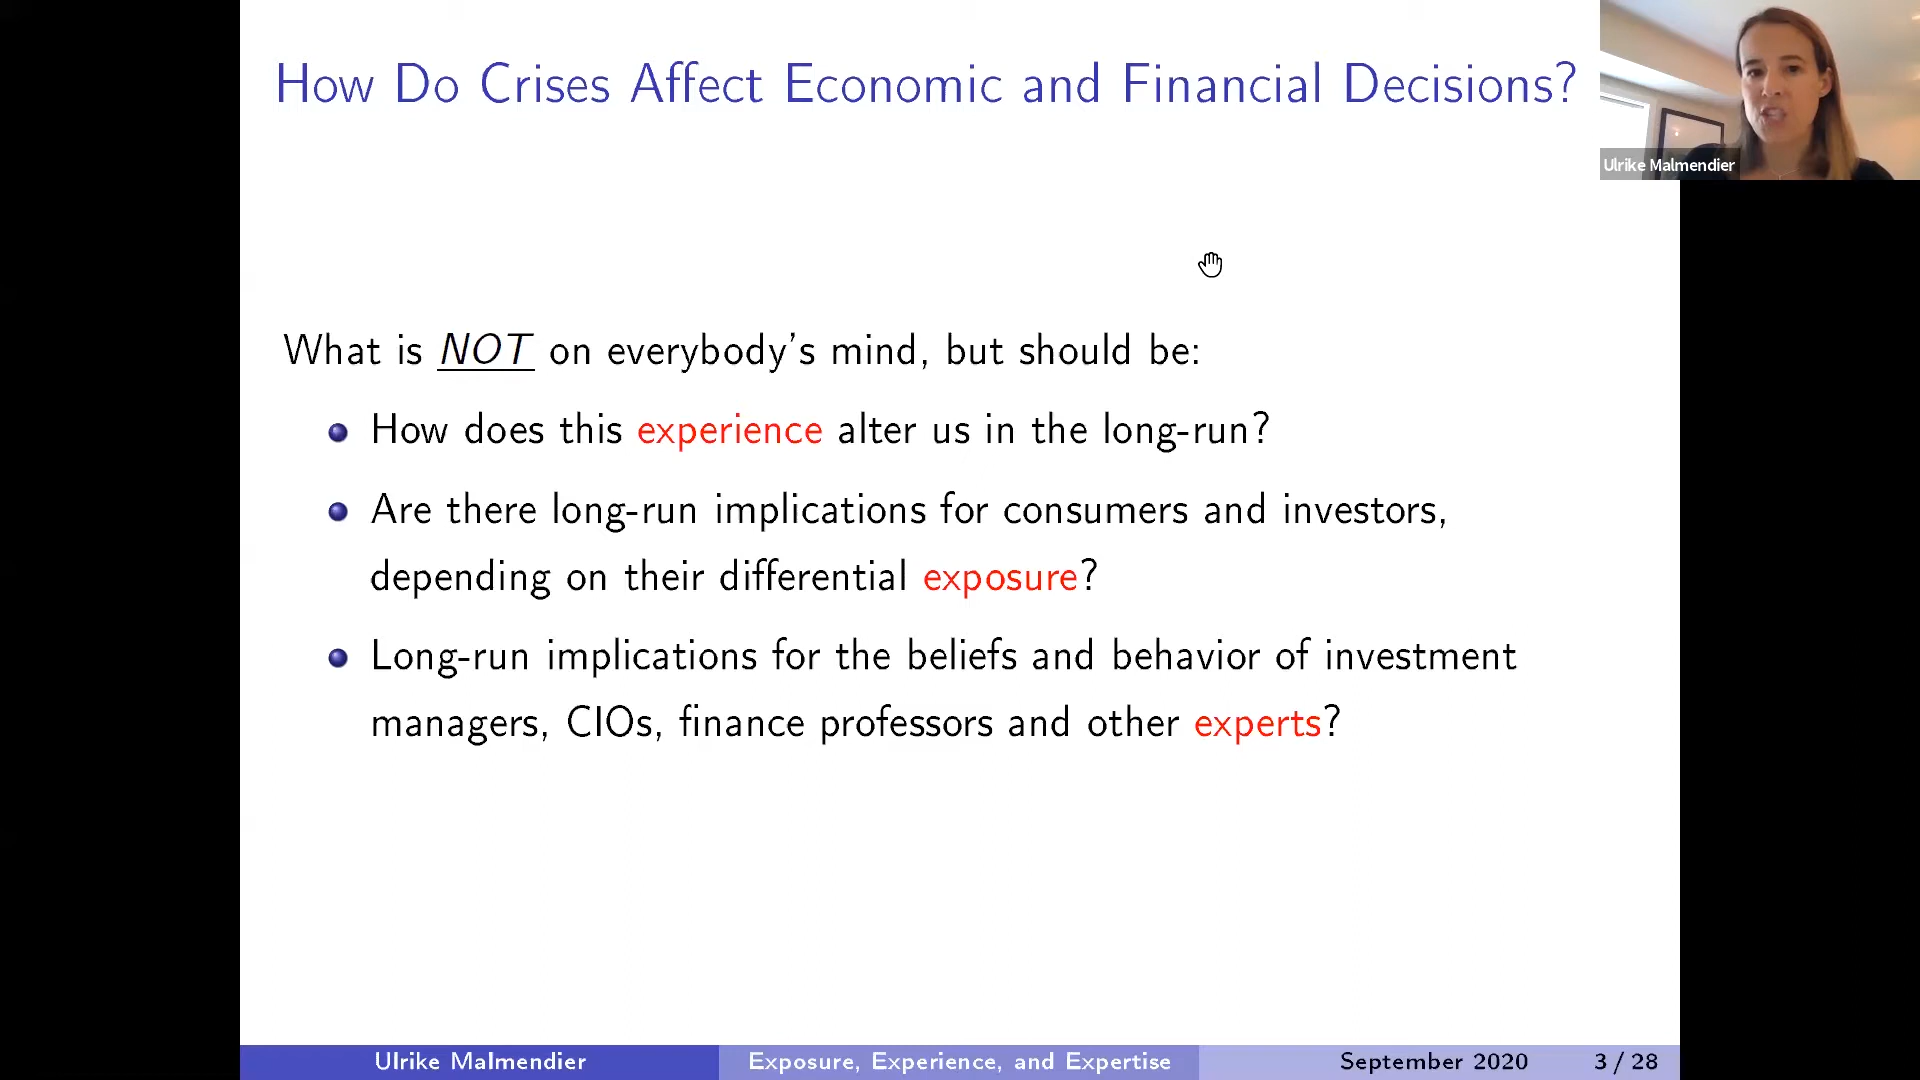 How Do Crises Affect Economic and Financial Decisions?
Ulrike Malmendier
What is NOT on everybody's mind, but should be:
How does this experience alter us in the long-run?
Are there long-run implications for consumers and investors,
depending on their differential exposure?
Long-run implications for the beliefs and behavior of investment
managers, CIOs, finance professors and other experts?
Ulrike Malmendier Exposure, Experience, and Expertise September 2020 3 / 28